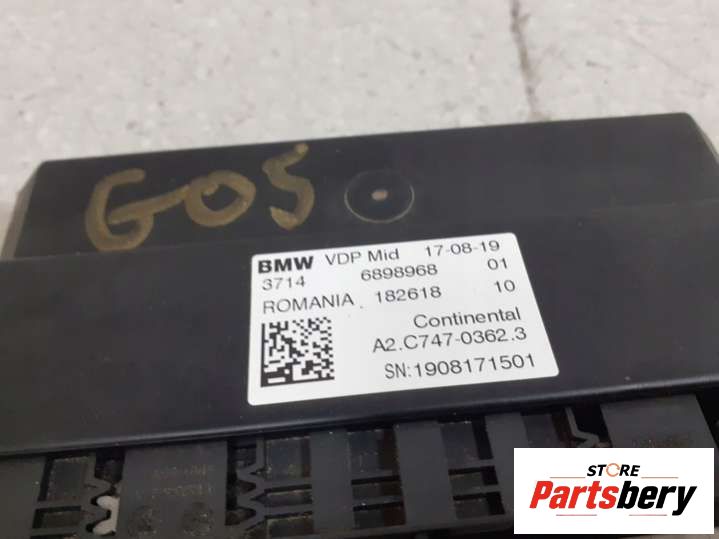 G05
BMW VDP Mid 17-08-19
3714 6898968 01
ROMANIA. 182618 10
Continental
A2.C747-0362.3
SN:1908171501
STORE
Partsbery